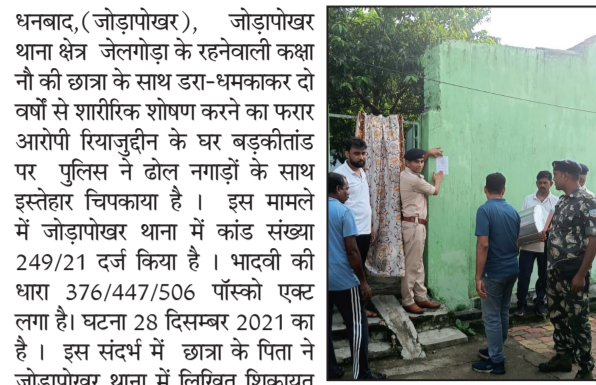 धनबाद,(जोड़ापोखर), जोड़ापोखर
थाना क्षेत्र जेलगोड़ा के रहनेवाली कक्षा
नौ की छात्रा के साथ डरा-धमकाकर दो
वर्षों से शारीरिक शोषण करने का फरार
आरोपी रियाजुद्दीन के घर बड़कीतांड
पर पुलिस ने ढोल नगाड़ों के साथ
इस्तेहार चिपकाया है । इस मामले
में जोड़ापोखर थाना में कांड संख्या
249/21 दर्ज किया है । भादवी की
धारा 376/447/506 पॉस्को एक्ट
लगा है। घटना 28 दिसम्बर 2021 का
है । इस संदर्भ में छात्रा के पिता ने
जोड़ापोखर थाना में लिखित शिकायत